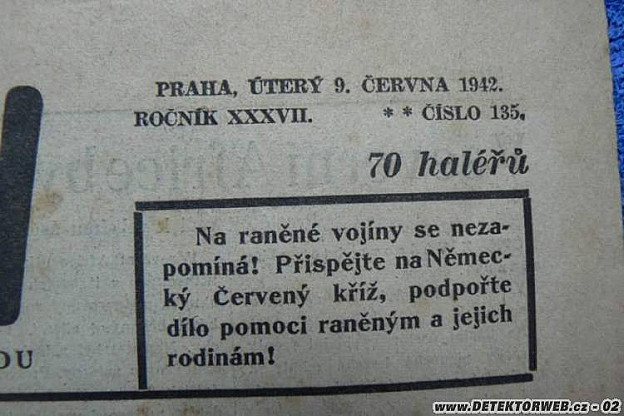 PRAHA, ÚTERÝ 9. ČERVNA 1942.
ROČNÍK XXXVII. * * ČÍSLO 135.
70 haléřů
Na raněné vojíny se neza-
pomíná! Přispějte na Němec-
ký Červený kříž, podpořte
dílo pomoci raněným a jejich
rodinám!
OU
www.DETEKTORWEB.cz - 02